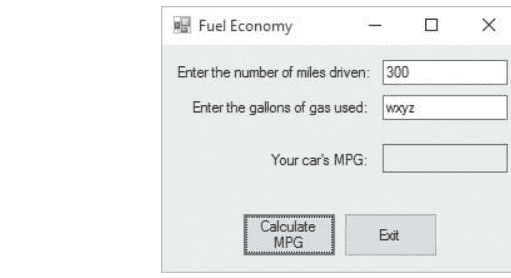 Fuel Economy
Enter the number of miles driven: 300
Enter the gallons of gas used: wxyz
Your car's MPG:
Calculate
MPG
Exit